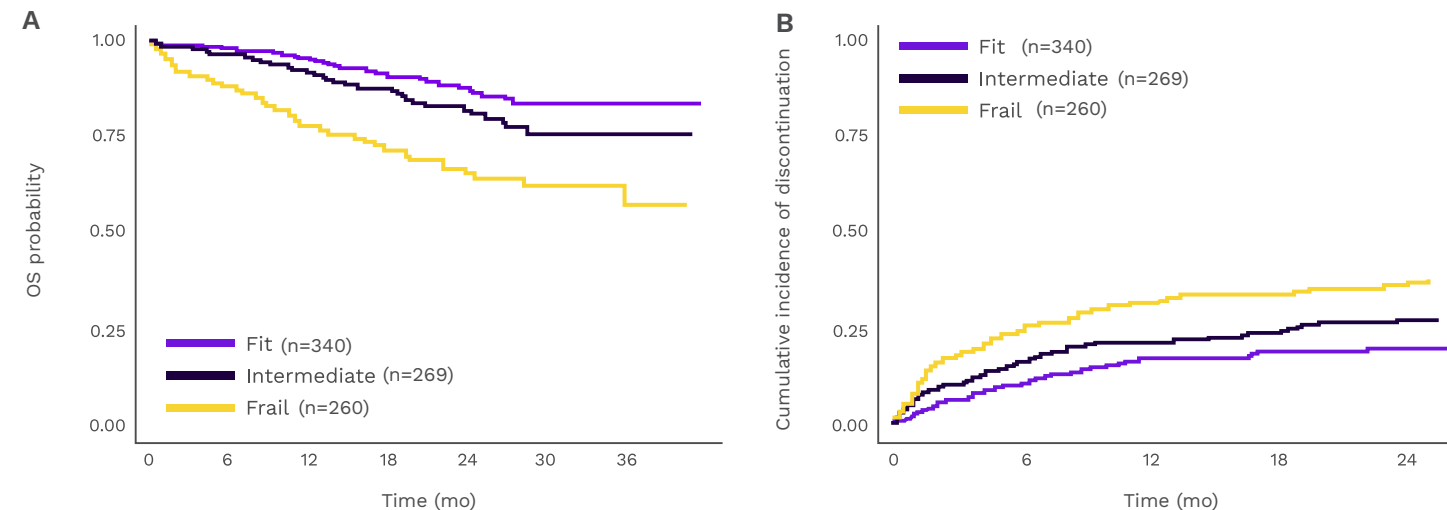 A
OS probability
1.00
0.75
0.50
0.25
0.00
Fit (n=340)
Intermediate (n=269)
Frail (n=260)
0 6 12 18 24 30 36
Time (mo)
B
Cumulative incidence of discontinuation
1.00
0.75
0.50
0.25
0.00
Fit (n=340)
Intermediate (n=269)
Frail (n=260)
0 6 12 18 24
Time (mo)